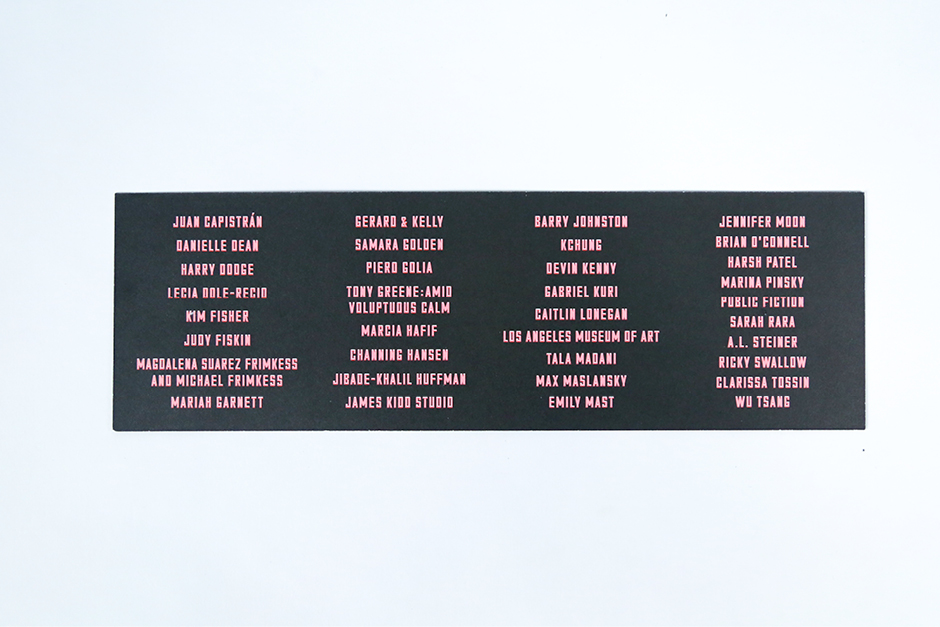 JUAN CAPISTRÁN
DANIELLE DEAN
HARRY DODGE
LECIA DOLE-RECIO
KIM FISHER
JUDY FISKIN
MAGDALENA SUAREZ FRIMKESS
AND MICHAEL FRIMKESS
MARIAH GARNETT
GERARD & KELLY
SAMARA GOLDEN
PIERO GOLIA
TONY GREENE:AMID
VOLUPTUOUS CALM
MARCIA HAFIF
CHANNING HANSEN
JIBADE-KHALIL HUFFMAN
JAMES KIDD STUDIO
BARRY JOHNSTON
KCHUNG
DEVIN KENNY
GABRIEL KURI
CAITLIN LONEGAN
LOS ANGELES MUSEUM OF ART
TALA MADANI
MAX MASLANSKY
EMILY MAST
JENNIFER MOON
BRIAN O'CONNELL
HARSH PATEL
MARINA PINSKY
PUBLIC FICTION
SARAH RARA
A.L. STEINER
RICKY SWALLOW
CLARISSA TOSSIN
WU TSANG